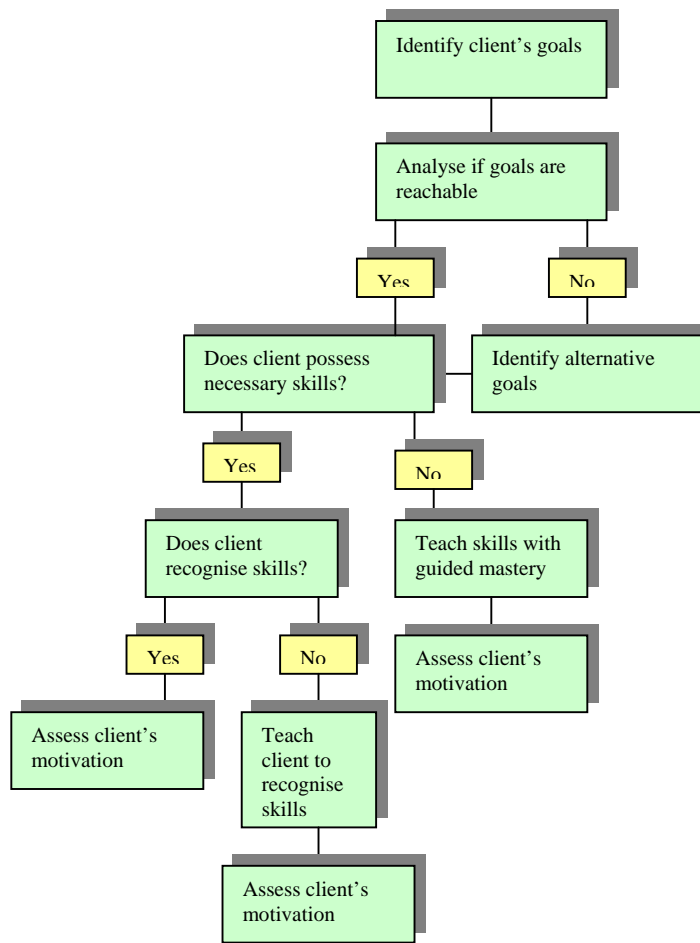 Identify client's goals
Analyse if goals are
reachable
Yes
No
Does client possess
necessary skills?
Identify alternative
goals
Yes
No
Does client
recognise skills?
Teach skills with
guided mastery
Yes
No
Assess client's
motivation
Assess client's
motivation
Teach
client to
recognise
skills
Assess client's
motivation